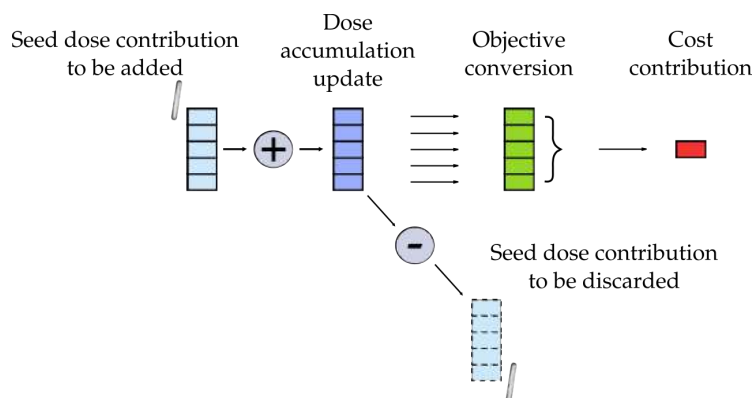 Seed dose contribution
to be added
Dose
accumulation
update
Objective
conversion
Cost
contribution
+
-
Seed dose contribution
to be discarded